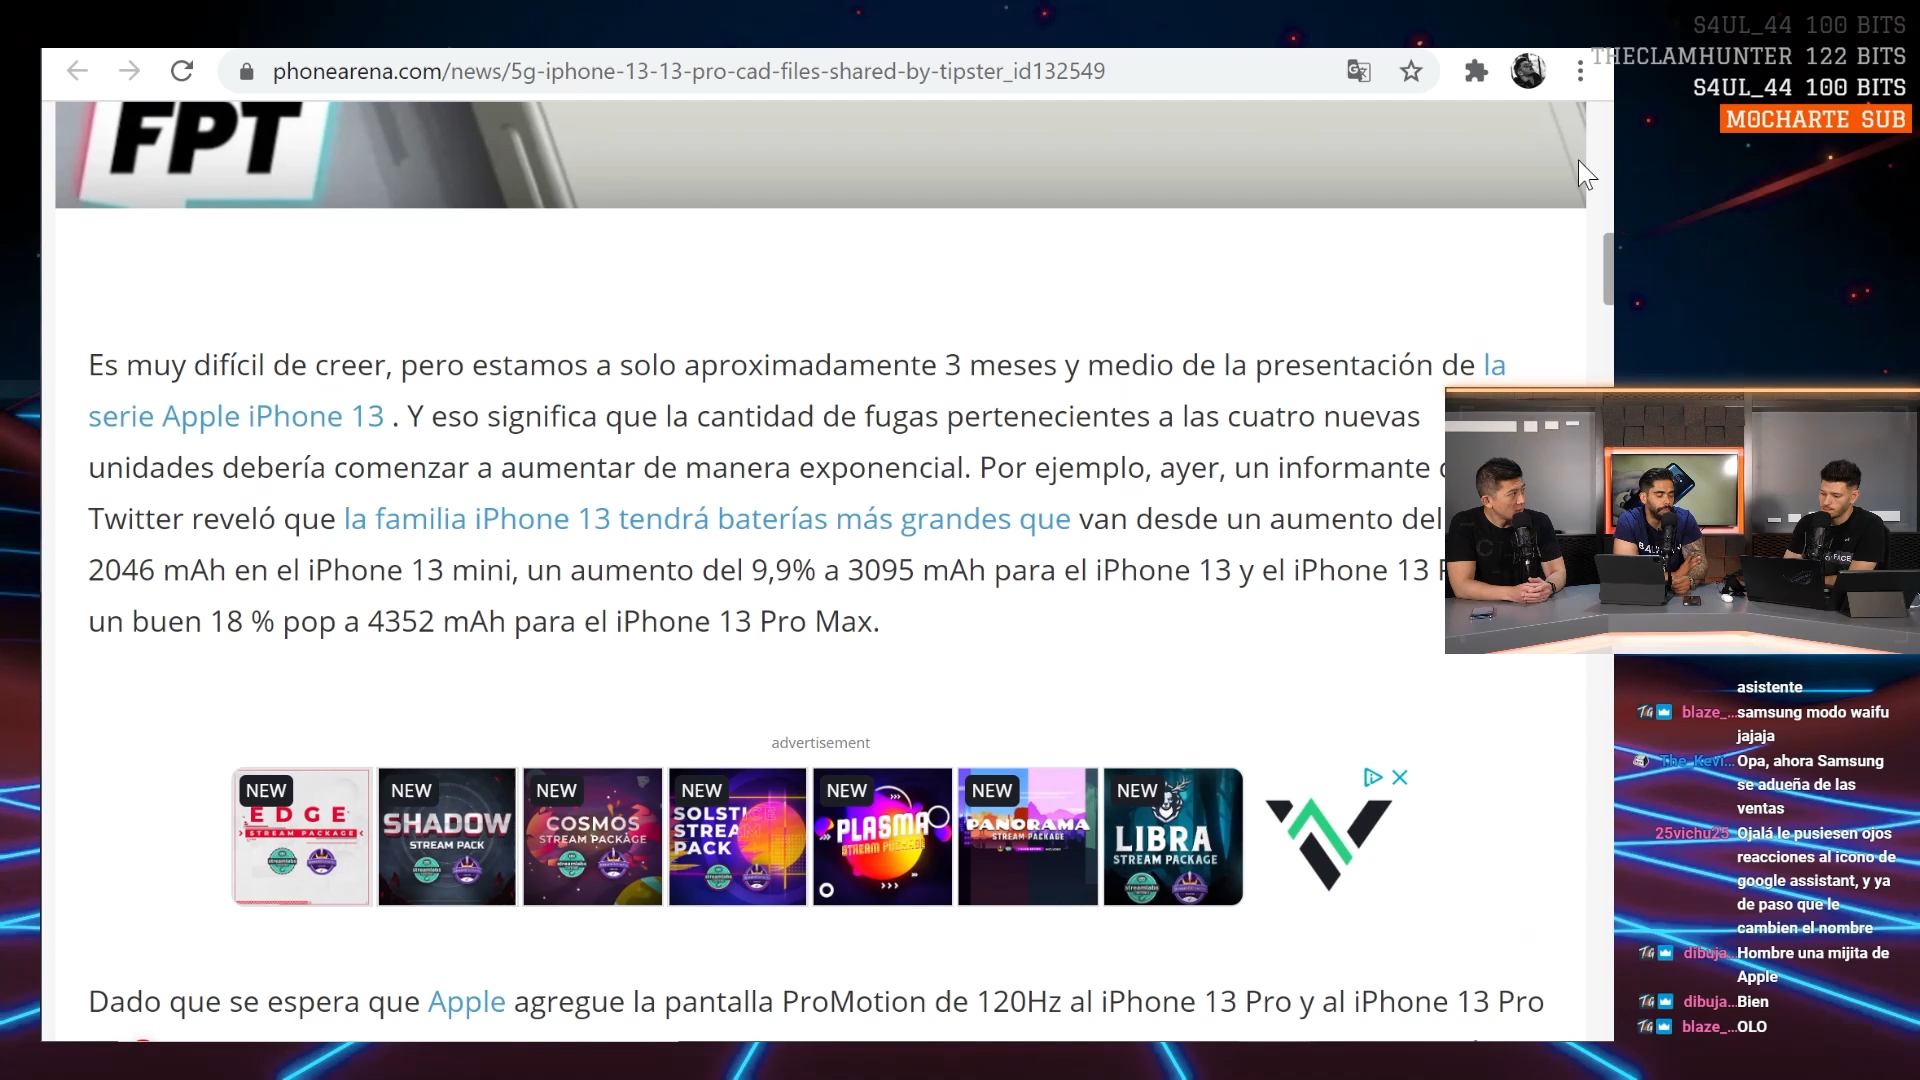 S4UL_44 100 BITS
THECLAMHUNTER 122 BITS
S4UL_44 100 BITS
MOCHARTE SUB
phonearena.com/news/5g-iphone-13-13-pro-cad-files-shared-by-tipster_id132549
FPT
Es muy difícil de creer, pero estamos a solo aproximadamente 3 meses y medio de la presentación de la
serie Apple iPhone 13 . Y eso significa que la cantidad de fugas pertenecientes a las cuatro nuevas
unidades debería comenzar a aumentar de manera exponencial. Por ejemplo, ayer, un informante
Twitter reveló que la familia iPhone 13 tendrá baterías más grandes que van desde un aumento del
2046 mAh en el iPhone 13 mini, un aumento del 9,9% a 3095 mAh para el iPhone 13 y el iPhone 13
un buen 18 % pop a 4352 mAh para el iPhone 13 Pro Max.
advertisement
NEW
EDGE
STREAM PACKAGE
NEW
SHADOW
STREAM PACK
NEW
COSMOS
STREAM PACKAGE
NEW
SOLSTICE
STREAM
PACK
NEW
PLASMA
STREAM PACKAGE
NEW
PANORAMA
STREAM PACKAGE
NEW
LIBRA
STREAM PACKAGE
Dado que se espera que Apple agregue la pantalla ProMotion de 120Hz al iPhone 13 Pro y al iPhone 13 Pro
asistente
blaze_... samsung modo waifu
jajaja
The_Kevi... Opa, ahora Samsung
se adueña de las
ventas
25vichu25 Ojalá le pusiesen ojos
reacciones al icono de
google assistant, y ya
de paso que le
cambien el nombre
dibuja... Hombre una mijita de
Apple
dibuja... Bien
blaze_... OLO